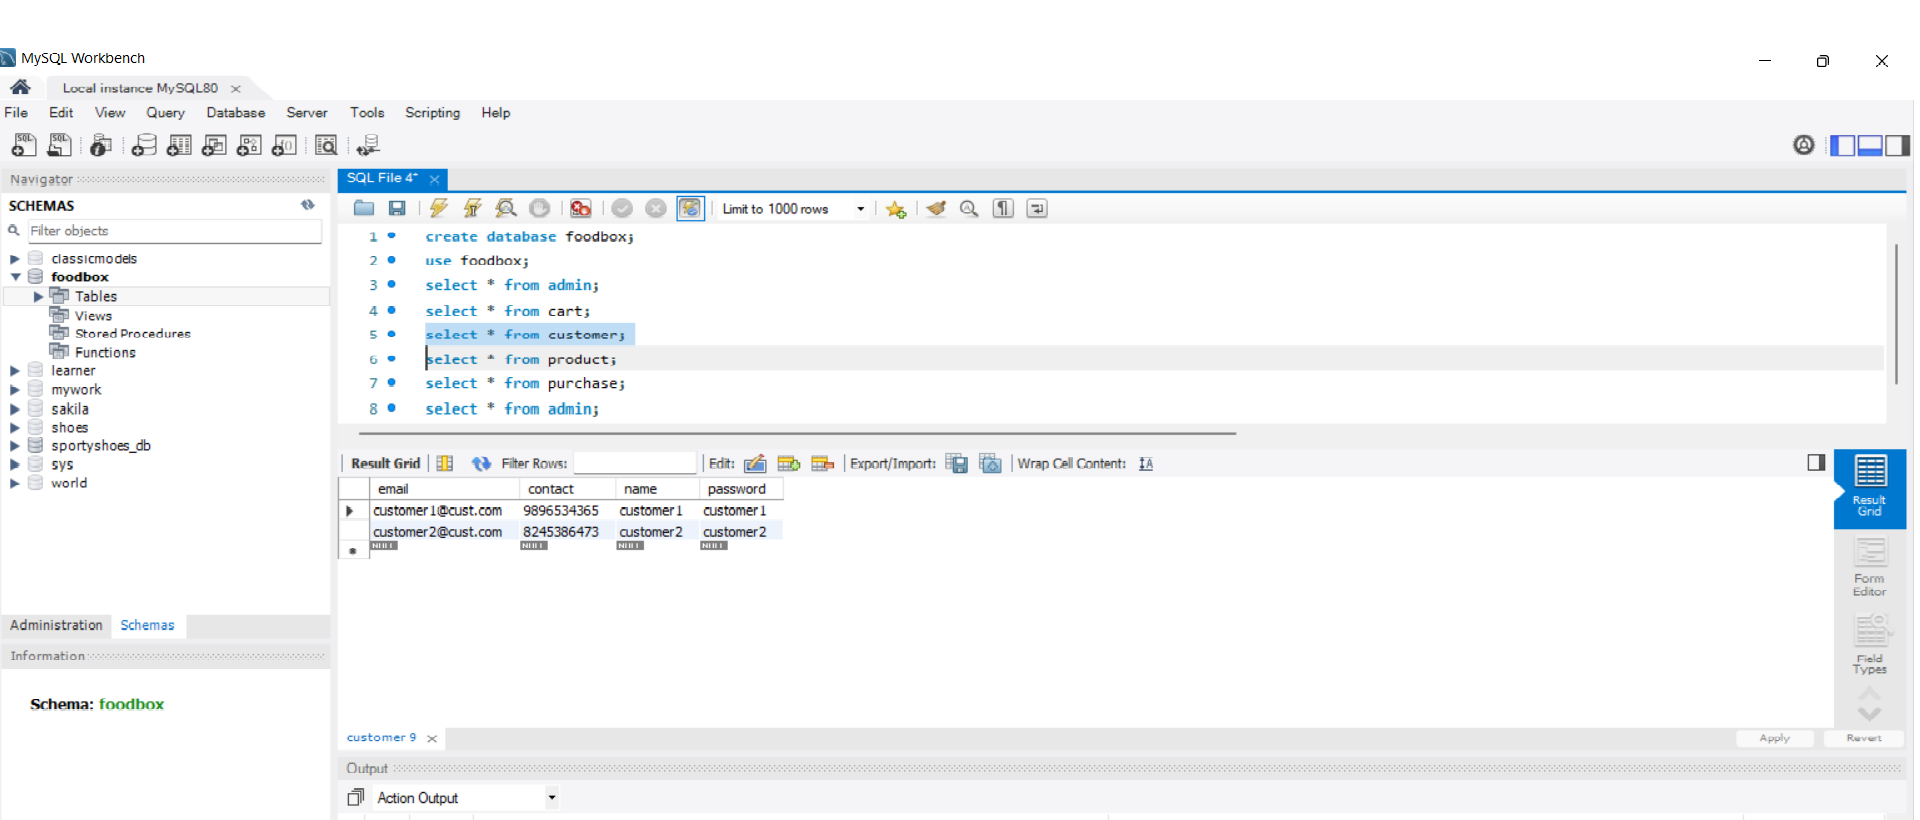 MySQL Workbench
Local instance MySQL80
File Edit View Query Database Server Tools Scripting Help
Navigator
SCHEMAS
Filter objects
classicmodels
foodbox
Tables
Views
Stored Procedures
Functions
learner
mywork
sakila
shoes
sportyshoes_db
sys
world
Administration Schemas
Information
Schema: foodbox
SQL File 4*
Limit to 1000 rows
1 create database foodbox;
2 use foodbox;
3 select * from admin;
4 select * from cart;
5 select * from customer;
6 select * from product;
7 select * from purchase;
8 select * from admin;
Result Grid Filter Rows: Edit: Export/Import: Wrap Cell Content: IA
email contact name password
customer1@cust.com 9896534365 customer1 customer1
customer2@cust.com 8245386473 customer2 customer2
NULL NULL NULL NULL
Result
Grid
Form
Editor
Field
Types
customer 9
Apply Revert
Output
Action Output